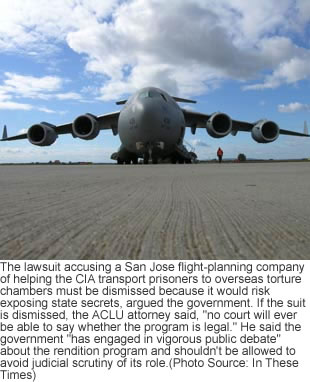 The lawsuit accusing a San Jose flight-planning company
of helping the CIA transport prisoners to overseas torture
chambers must be dismissed because it would risk
exposing state secrets, argued the government. If the suit
is dismissed, the ACLU attorney said, "no court will ever
be able to say whether the program is legal." He said the
government "has engaged in vigorous public debate"
about the rendition program and shouldn't be allowed to
avoid judicial scrutiny of its role.(Photo Source: In These
Times)